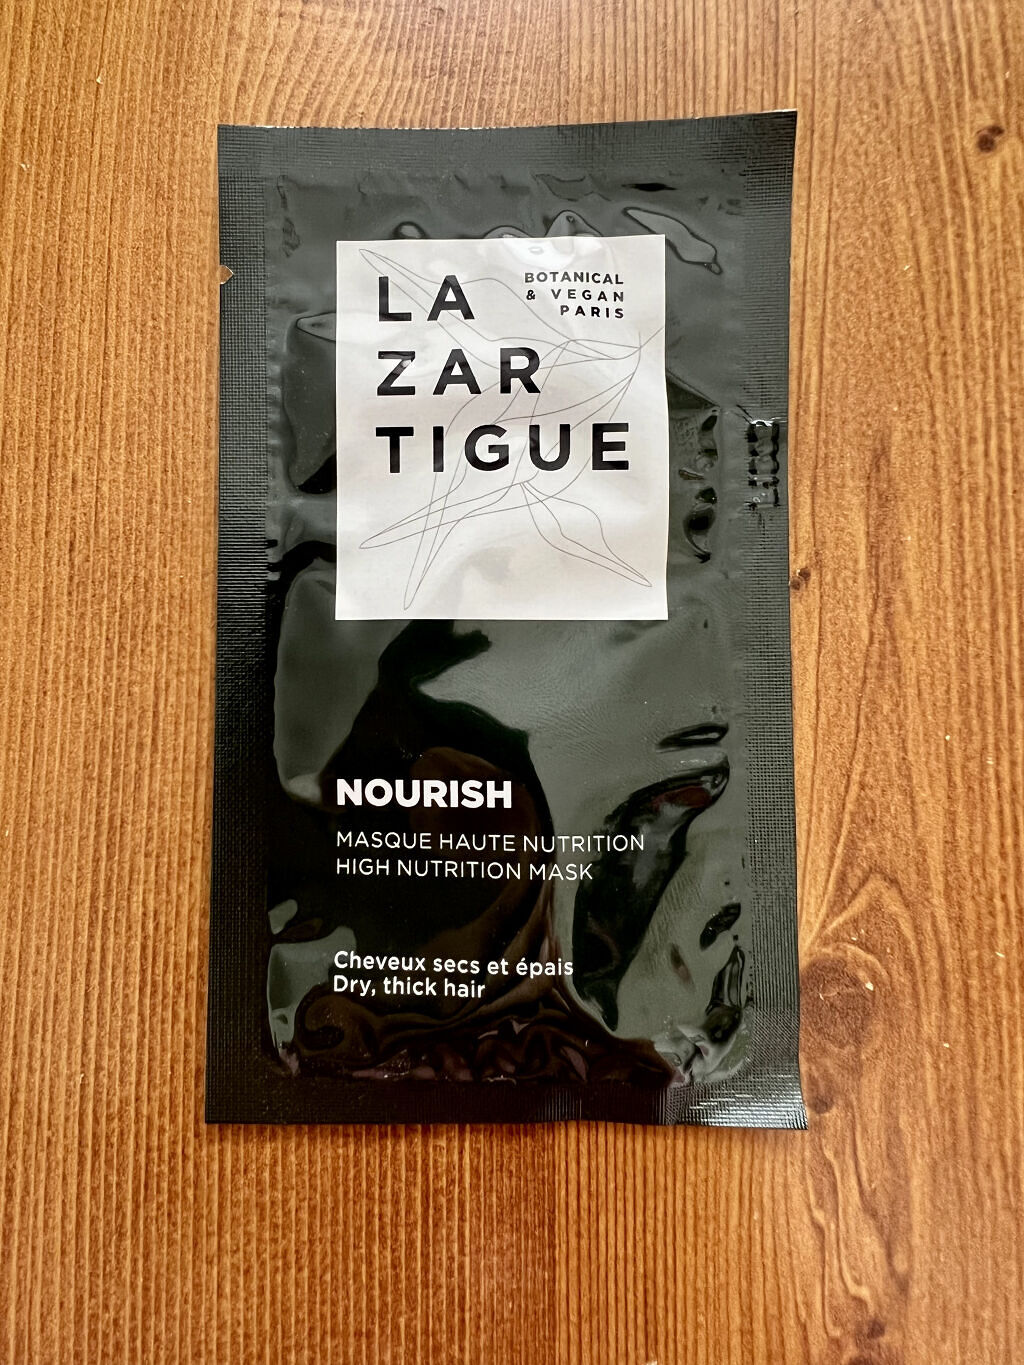 LA
ZAR
TIGUE
BOTANICAL
& VEGAN
PARIS
NOURISH
MASQUE HAUTE NUTRITION
HIGH NUTRITION MASK
Cheveux secs et épais
Dry, thick hair